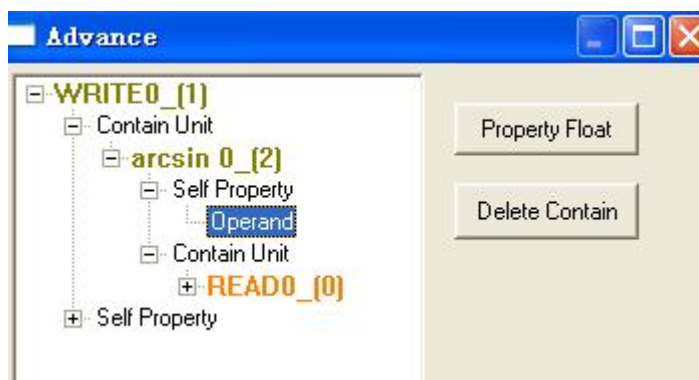 Advance
WRITE0_(1)
Contain Unit
arcsin 0_(2)
Self Property
Operand
Contain Unit
READ0_(0)
Self Property
Property Float
Delete Contain